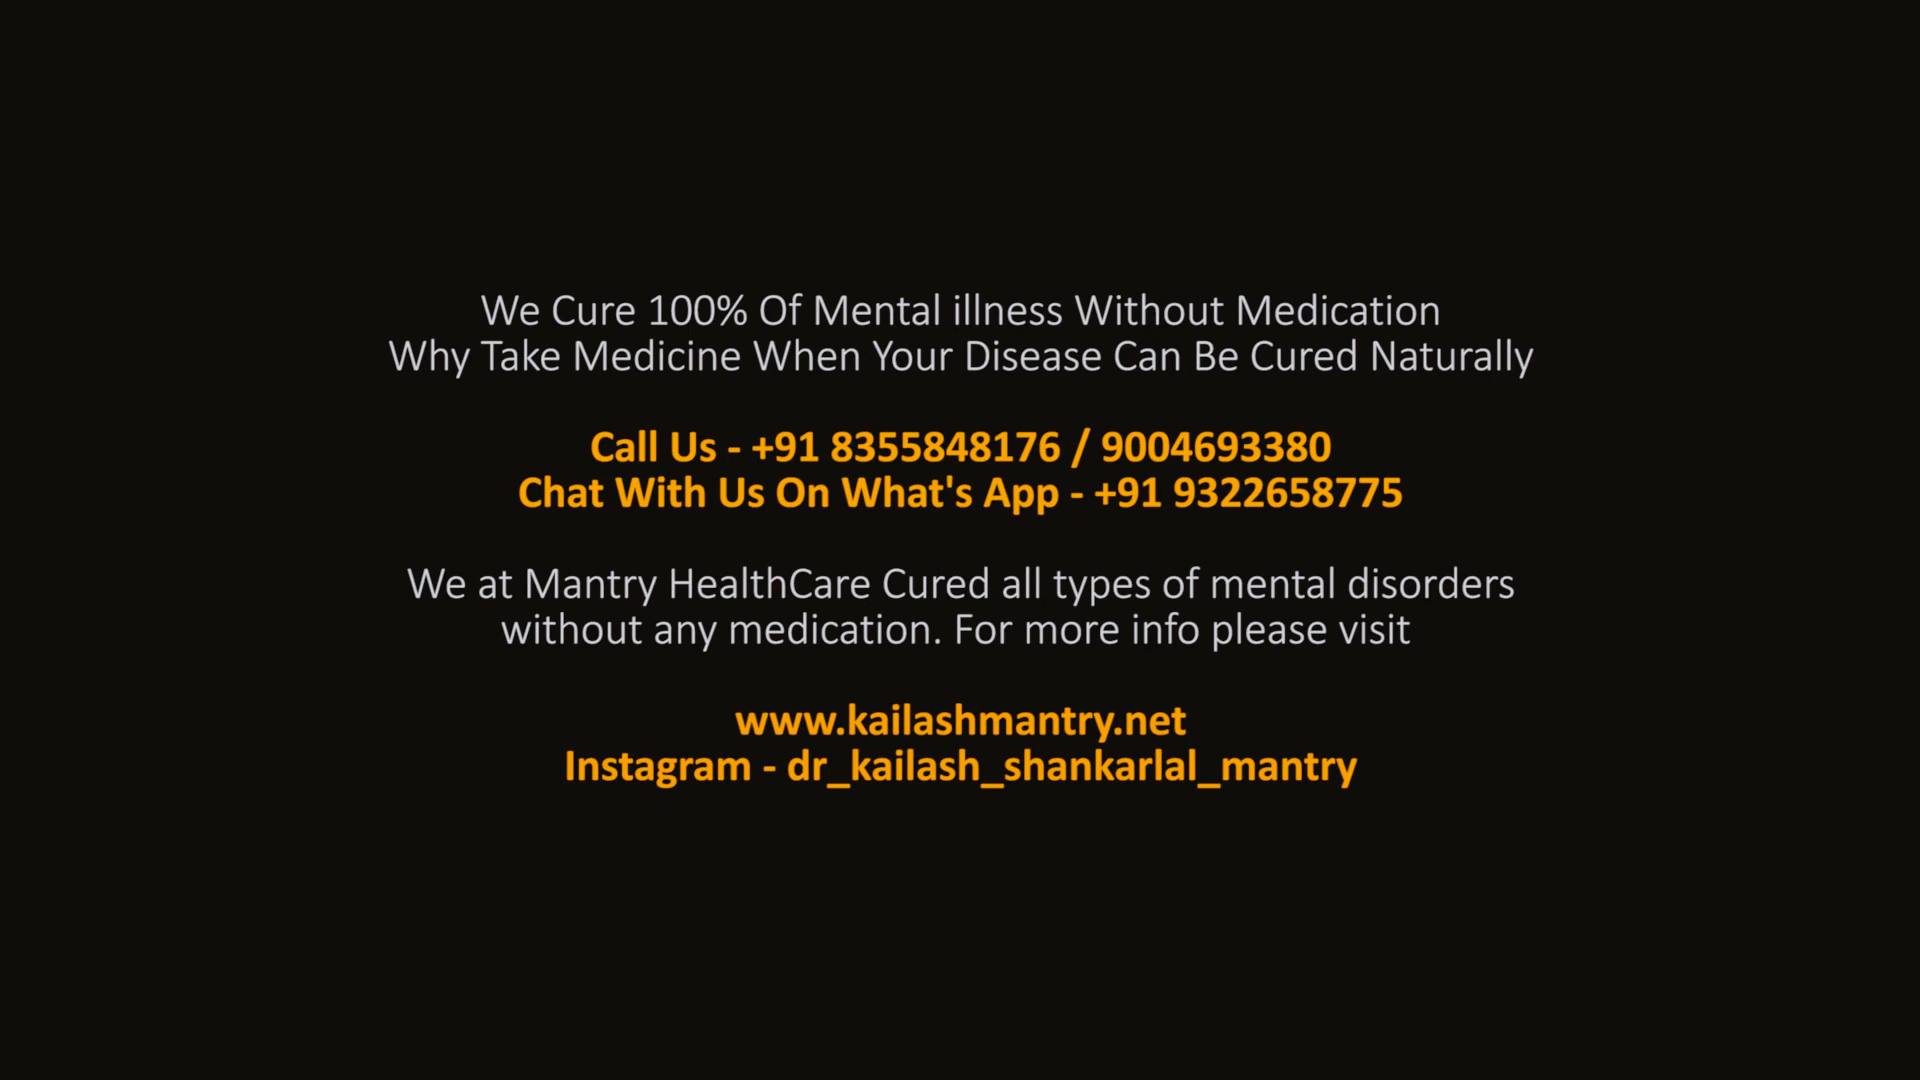 We Cure 100% Of Mental illness Without Medication
Why Take Medicine When Your Disease Can Be Cured Naturally
Call Us - +91 8355848176 / 9004693380
Chat With Us On What's App - +91 9322658775
We at Mantry HealthCare Cured all types of mental disorders
without any medication. For more info please visit
www.kailashmantry.net
Instagram - dr_kailash_shankarlal_mantry